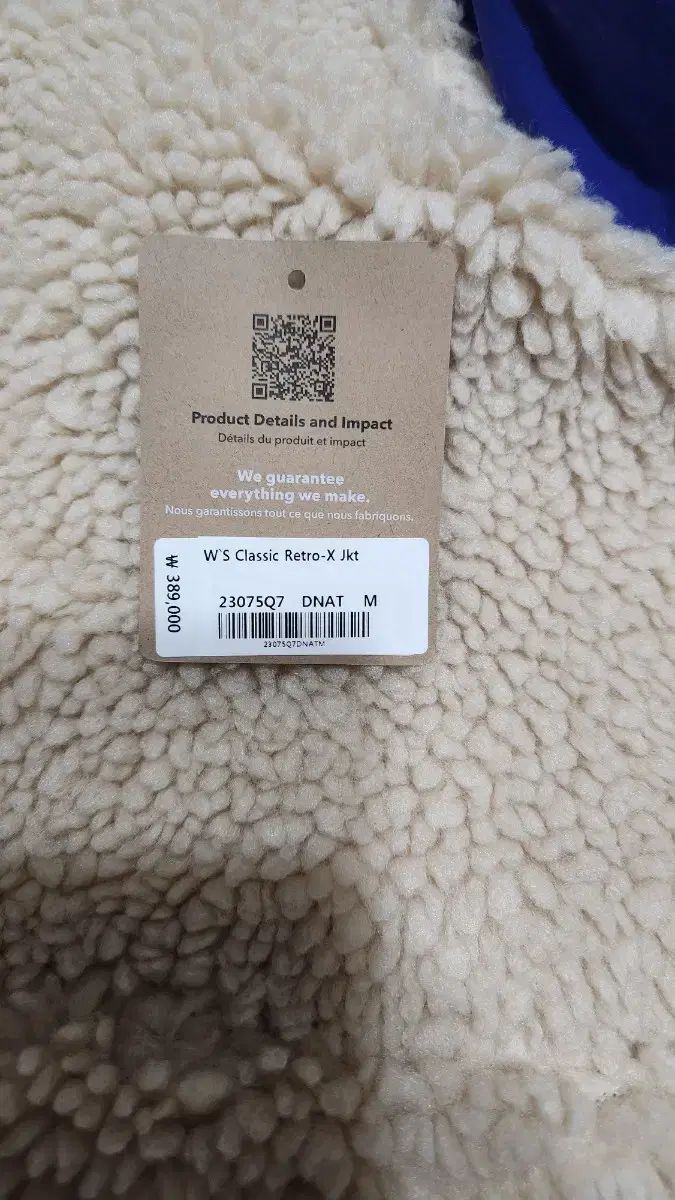 Product Details and Impact
Détails du produit et impact
We guarantee
everything we make.
Nous garantissons tout ce que nous fabriquons.
W`S Classic Retro-X Jkt
₩ 389,000
23075Q7 DNAT M
23075Q7DNATM